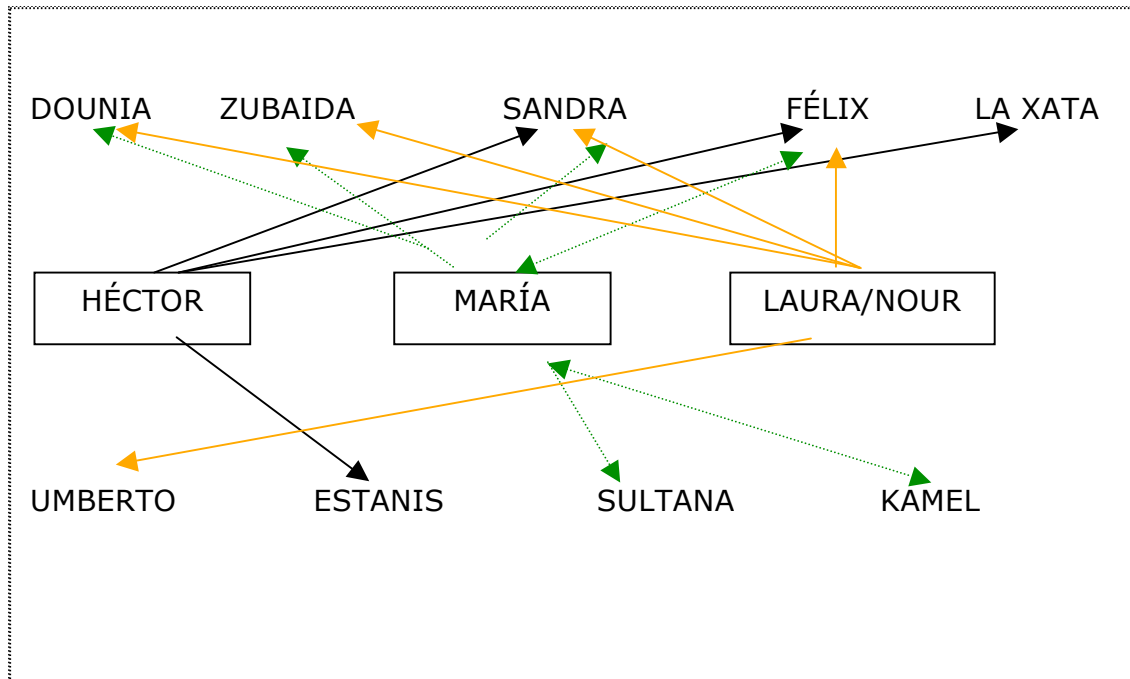 DOUNIA ZUBAIDA SANDRA FÉLIX LA XATA
HÉCTOR MARÍA LAURA/NOUR
UMBERTO ESTANIS SULTANA KAMEL